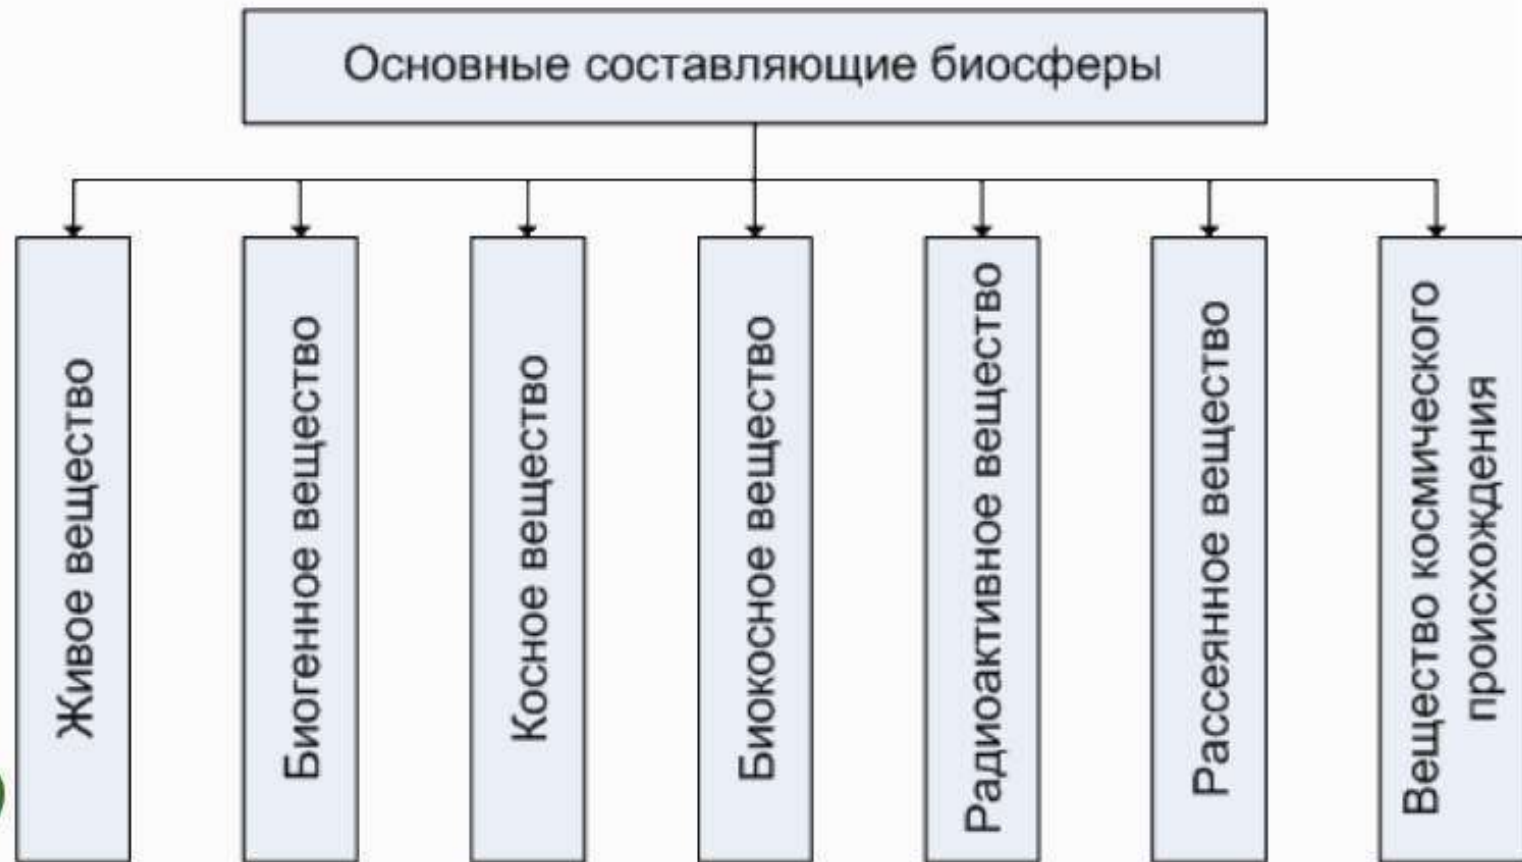 Основные составляющие биосферы
Живое вещество
Биогенное вещество
Косное вещество
Биокосное вещество
Радиоактивное вещество
Рассеянное вещество
Вещество космического
происхождения